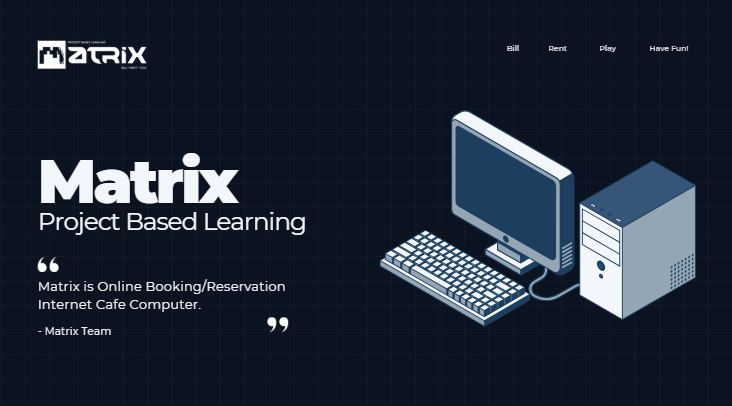 PROJECT BASED LEARNING
MatriX
BILL - RENT - PLAY
Bill Rent Play Have Fun!
Matrix
Project Based Learning
“
Matrix is Online Booking/Reservation
Internet Cafe Computer.
- Matrix Team
”